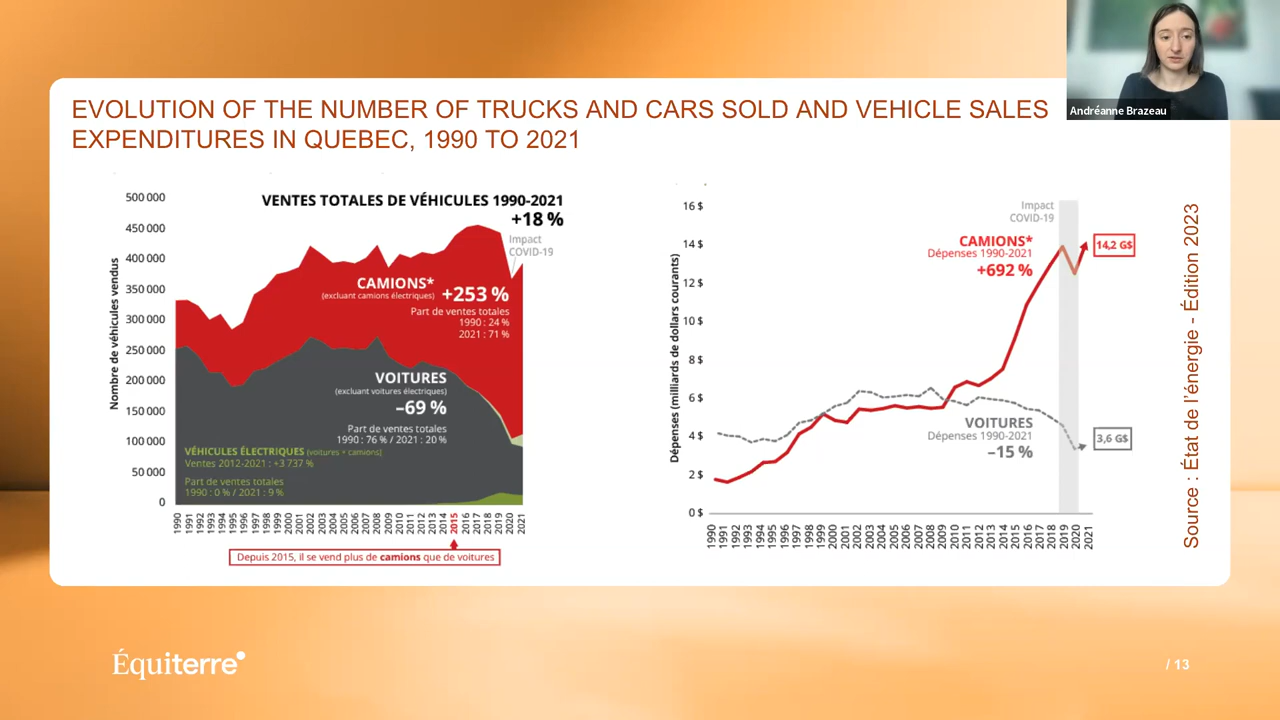 Andréanne Brazeau
EVOLUTION OF THE NUMBER OF TRUCKS AND CARS SOLD AND VEHICLE SALES
EXPENDITURES IN QUEBEC, 1990 TO 2021
VENTES TOTALES DE VÉHICULES 1990-2021
+18 %
Impact
COVID-19
Nombre de véhicules vendus
500 000
450 000
400 000
350 000
300 000
250 000
200 000
150 000
100 000
50 000
0
CAMIONS*
(excluant camions électriques)
+253 %
Part de ventes totales
1990 : 24 %
2021 : 71 %
VOITURES
(excluant voitures électriques)
–69 %
Part de ventes totales
1990 : 76 % / 2021 : 20 %
VÉHICULES ÉLECTRIQUES (voitures + camions)
Ventes 2012-2021 : +3 737 %
Part de ventes totales
1990 : 0 % / 2021 : 9 %
1990 1991 1992 1993 1994 1995 1996 1997 1998 1999 2000 2001 2002 2003 2004 2005 2006 2007 2008 2009 2010 2011 2012 2013 2014 2015 2016 2017 2018 2019 2020 2021
Depuis 2015, il se vend plus de camions que de voitures
Dépenses (milliards de dollars courants)
16 $
14 $
12 $
10 $
8 $
6 $
4 $
2 $
0 $
Impact
COVID-19
CAMIONS*
Dépenses 1990-2021
+692 %
14,2 G$
VOITURES
Dépenses 1990-2021
–15 %
3,6 G$
1990 1991 1992 1993 1994 1995 1996 1997 1998 1999 2000 2001 2002 2003 2004 2005 2006 2007 2008 2009 2010 2011 2012 2013 2014 2015 2016 2017 2018 2019 2020 2021
Source : État de l'énergie - Édition 2023
Équiterre
/ 13